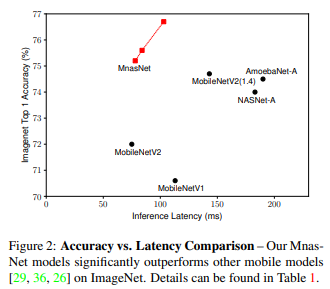 77
76
75
74
73
72
71
70
Imagenet Top 1 Accuracy (%)
MnasNet
AmoebaNet-A
MobileNetV2(1.4)
NASNet-A
MobileNetV2
MobileNetV1
0 50 100 150 200
Inference Latency (ms)
Figure 2: Accuracy vs. Latency Comparison – Our Mnas-
Net models significantly outperforms other mobile models
[29, 36, 26] on ImageNet. Details can be found in Table 1.